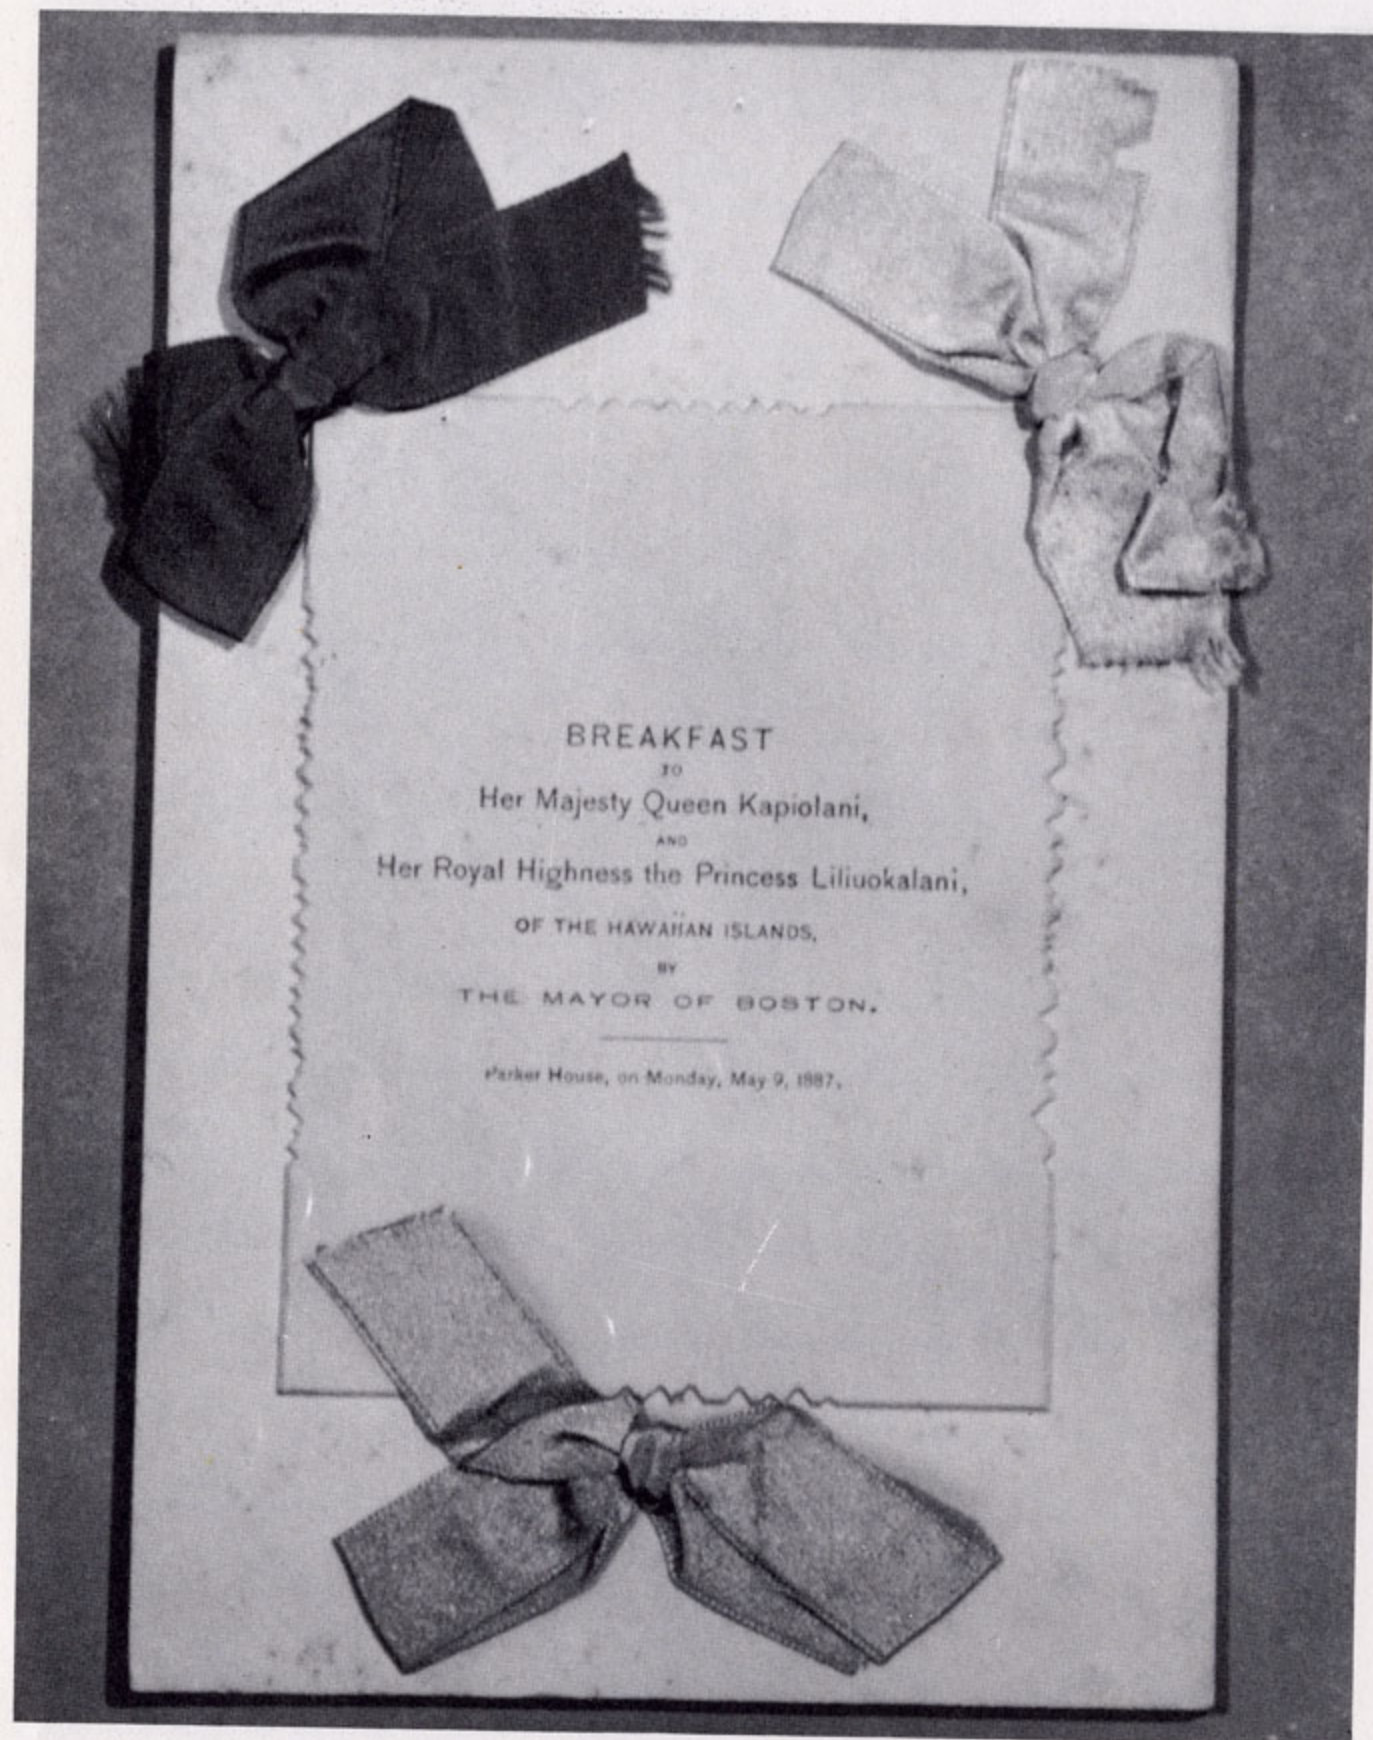 BREAKFAST
TO
Her Majesty Queen Kapiolani,
AND
Her Royal Highness the Princess Liliuokalani,
OF THE HAWAIIAN ISLANDS,
BY
THE MAYOR OF BOSTON.
Parker House, on Monday, May 9, 1887.